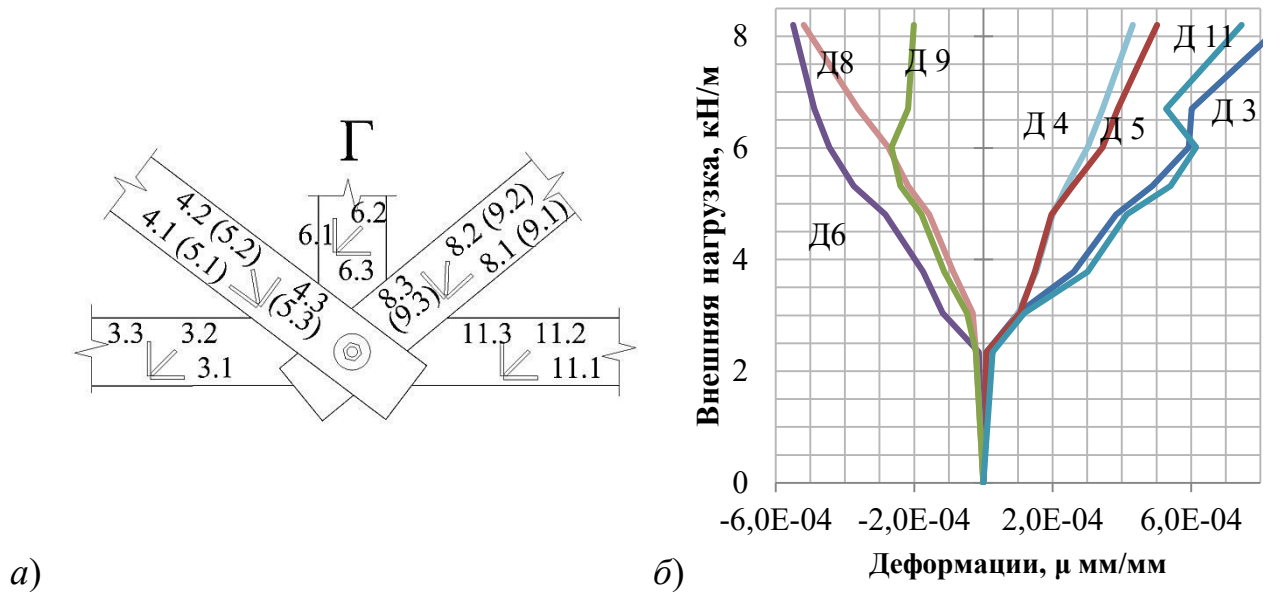 Г
4.2 (5.2)
4.1 (5.1)
4.3
(5.3)
6.1
6.2
6.3
8.2 (9.2)
8.1 (9.1)
8.3
(9.3)
3.3
3.2
3.1
11.3
11.2
11.1
а)
Внешняя нагрузка, кН/м
8
6
4
2
0
Д8
Д 9
Д 11
Д 4
Д 5
Д 3
Д6
-6,0E-04
-2,0E-04
2,0E-04
6,0E-04
Деформации, µ мм/мм
б)